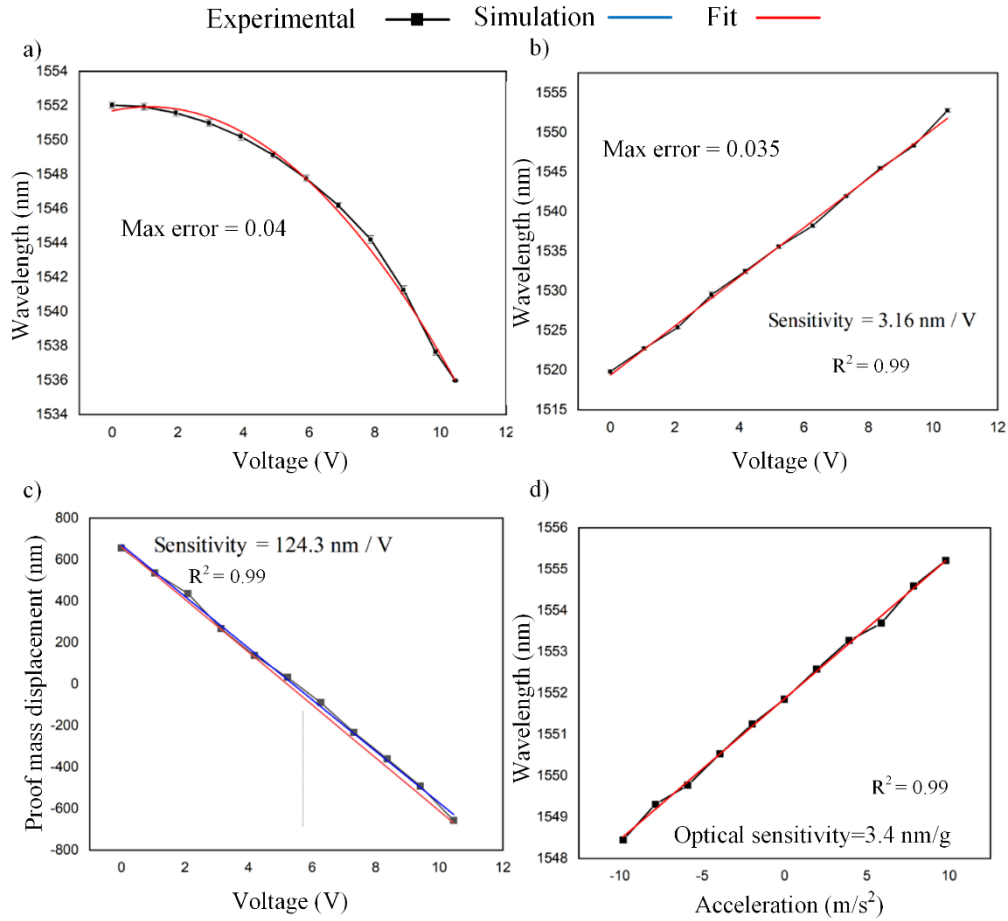 Experimental Simulation Fit
a)
1554
1552
1550
1548
1546
1544
1542
1540
1538
1536
1534
Wavelength (nm)
Max error = 0.04
0 2 4 6 8 10 12
Voltage (V)
b)
1553
1550
1545
1540
1535
1530
1525
1520
1515
1510
Wavelength (nm)
Max error = 0.035
Sensitivity = 3.16 nm / V
R² = 0.99
0 2 4 6 8 10 12
Voltage (V)
c)
800
600
400
200
0
-200
-400
-600
-800
Proof mass displacement (nm)
Sensitivity = 124.3 nm / V
R² = 0.99
0 2 4 6 8 10 12
Voltage (V)
d)
1556
1555
1554
1553
1552
1551
1550
1549
1548
Wavelength (nm)
R² = 0.99
Optical sensitivity=3.4 nm/g
-10 -5 0 5 10
Acceleration (m/s²)